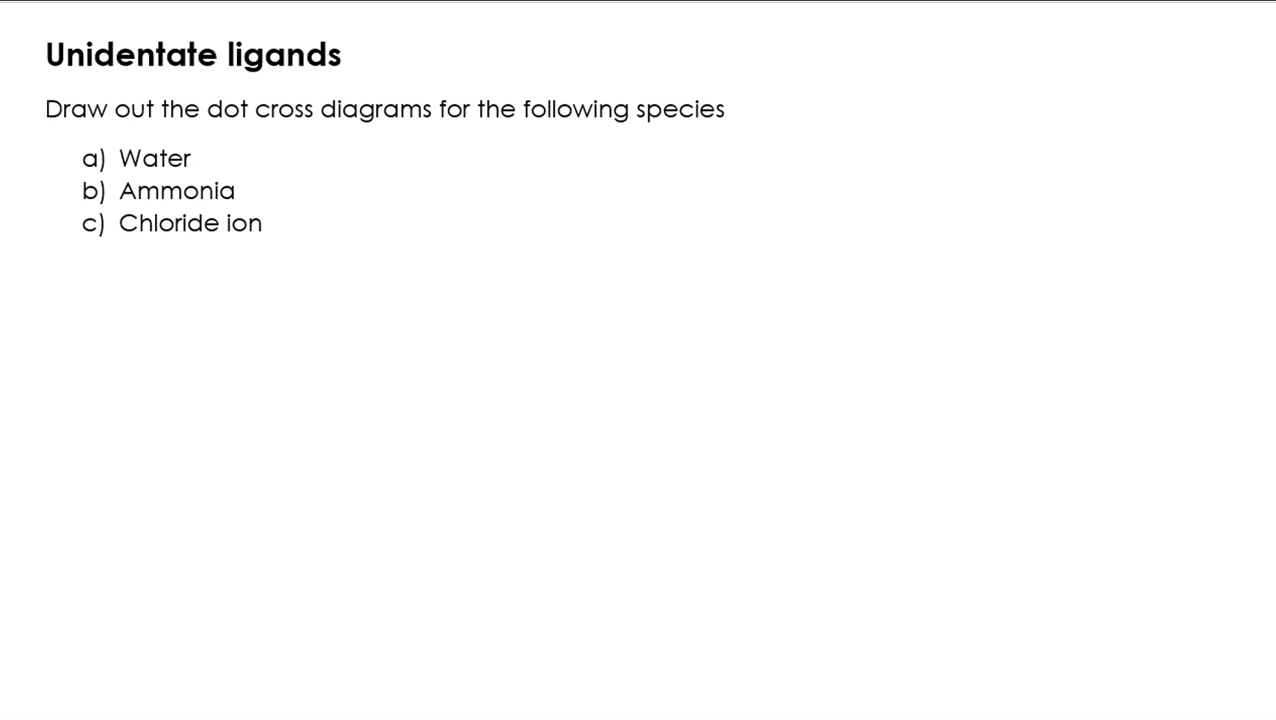 Unidentate ligands
Draw out the dot cross diagrams for the following species
a) Water
b) Ammonia
c) Chloride ion